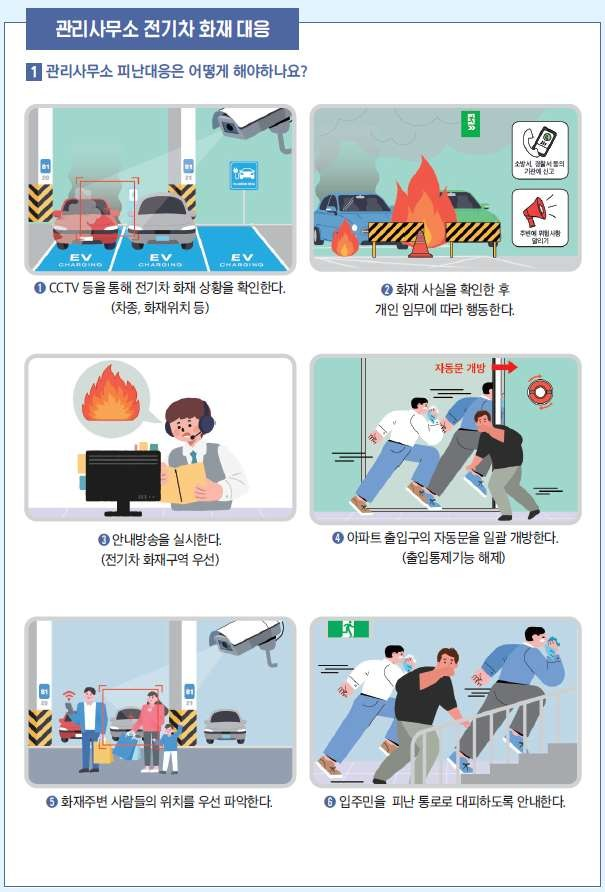 관리사무소 전기차 화재 대응
1 관리사무소 피난대응은 어떻게 해야하나요?
B1
20
B1
21
EV
CHARGING
EV
CHARGING
EV
소방서, 경찰서 등의
기관에 신고
주변에 위험사항
알리기
❶ CCTV 등을 통해 전기차 화재 상황을 확인한다.
(차종, 화재위치 등)
❷ 화재 사실을 확인한 후
개인 임무에 따라 행동한다.
자동문 개방
❸ 안내방송을 실시한다.
(전기차 화재구역 우선)
❹ 아파트 출입구의 자동문을 일괄 개방한다.
(출입통제기능 해제)
B1
20
B1
21
❺ 화재주변 사람들의 위치를 우선 파악한다.
❻ 입주민을 피난 통로로 대피하도록 안내한다.